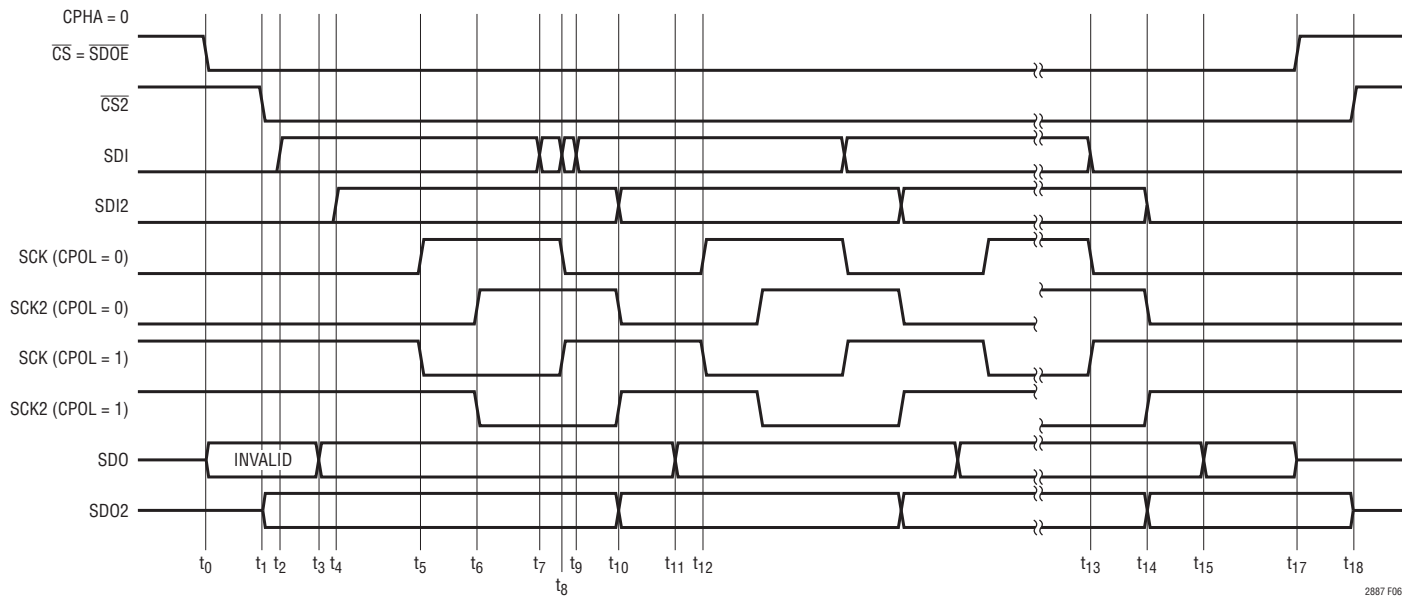 CPHA = 0
CS = SDOE
CS2
SDI
SDI2
SCK (CPOL = 0)
SCK2 (CPOL = 0)
SCK (CPOL = 1)
SCK2 (CPOL = 1)
SDO INVALID
SDO2
t0 t1 t2 t3 t4 t5 t6 t7 t8 t9 t10 t11 t12 t13 t14 t15 t17 t18
2887 F06